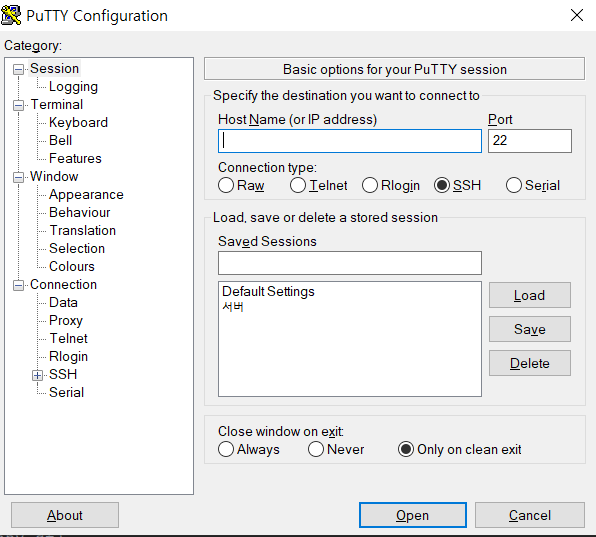 PuTTY Configuration
Category:
Session
Logging
Terminal
Keyboard
Bell
Features
Window
Appearance
Behaviour
Translation
Selection
Colours
Connection
Data
Proxy
Telnet
Rlogin
SSH
Serial
Basic options for your PuTTY session
Specify the destination you want to connect to
Host Name (or IP address) Port
22
Connection type:
Raw Telnet Rlogin SSH Serial
Load, save or delete a stored session
Saved Sessions
Default Settings
서버
Load
Save
Delete
Close window on exit:
Always Never Only on clean exit
About Open Cancel